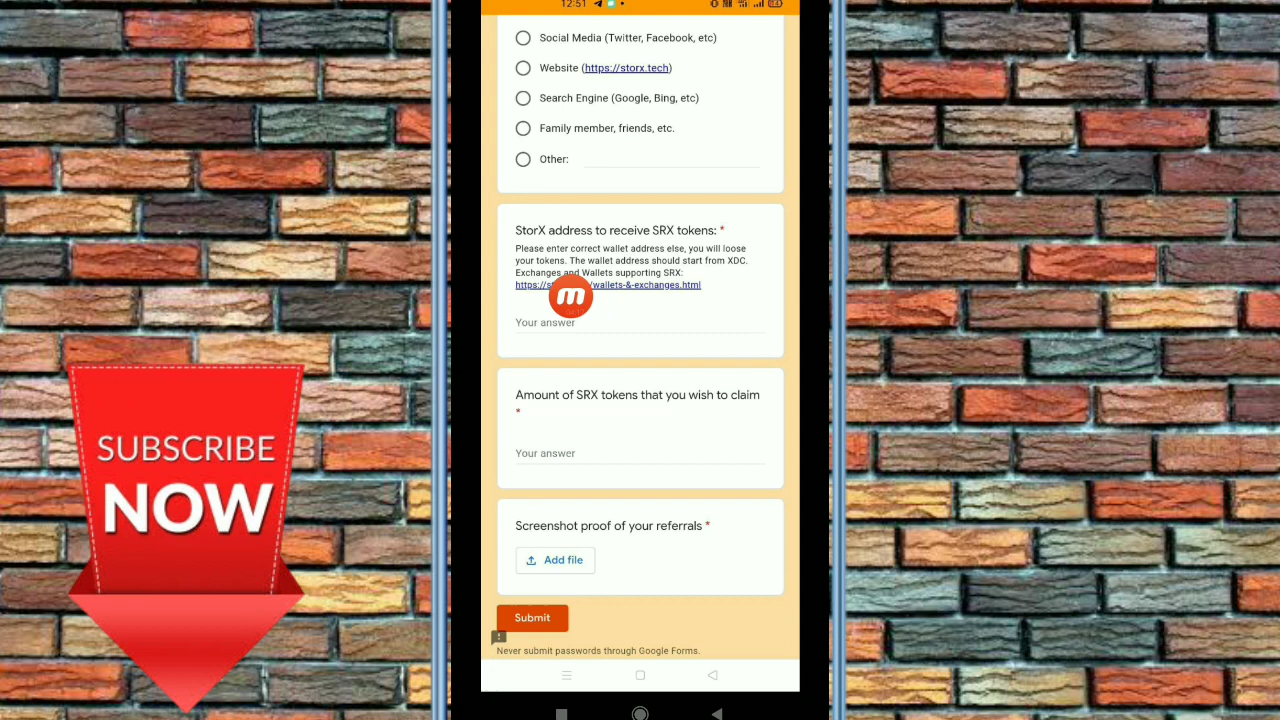 12:51
Social Media (Twitter, Facebook, etc)
Website (https://storx.tech)
Search Engine (Google, Bing, etc)
Family member, friends, etc.
Other:
StorX address to receive SRX tokens: *
Please enter correct wallet address else, you will loose
your tokens. The wallet address should start from XDC.
Exchanges and Wallets supporting SRX:
/wallets-&-exchanges.html
Your answer
Amount of SRX tokens that you wish to claim
*
Your answer
Screenshot proof of your referrals *
Add file
Submit
Never submit passwords through Google Forms.
SUBSCRIBE
NOW